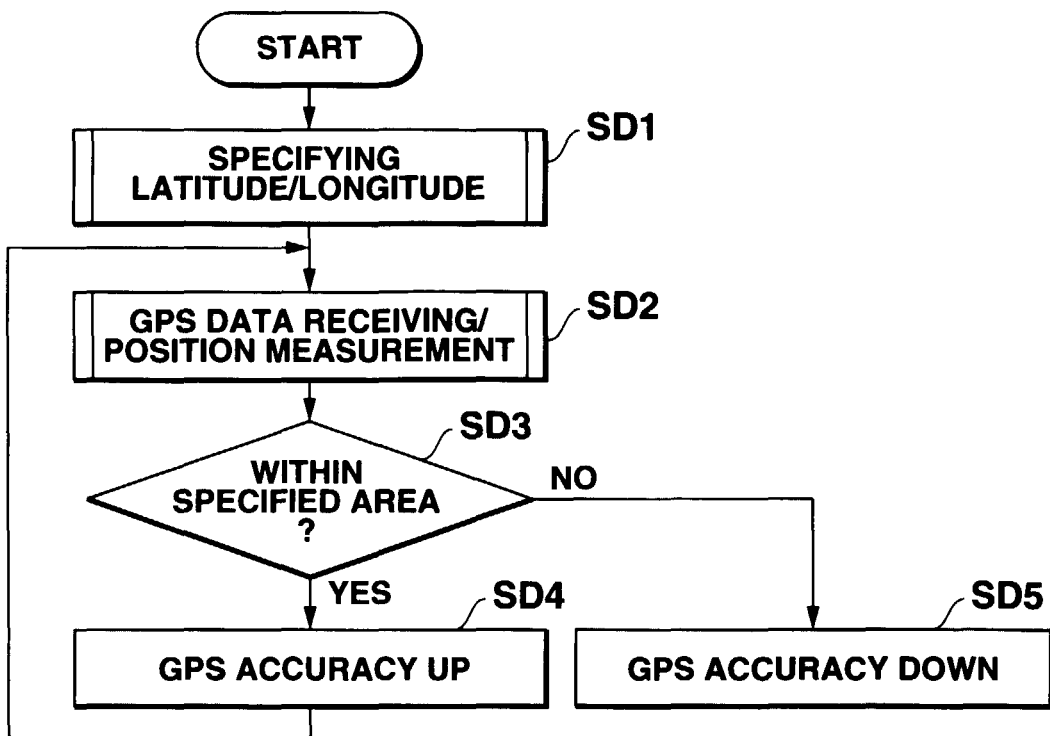 START
SD1
SPECIFYING
LATITUDE/LONGITUDE
SD2
GPS DATA RECEIVING/
POSITION MEASUREMENT
SD3
WITHIN
SPECIFIED AREA
?
NO
YES
SD4
GPS ACCURACY UP
SD5
GPS ACCURACY DOWN